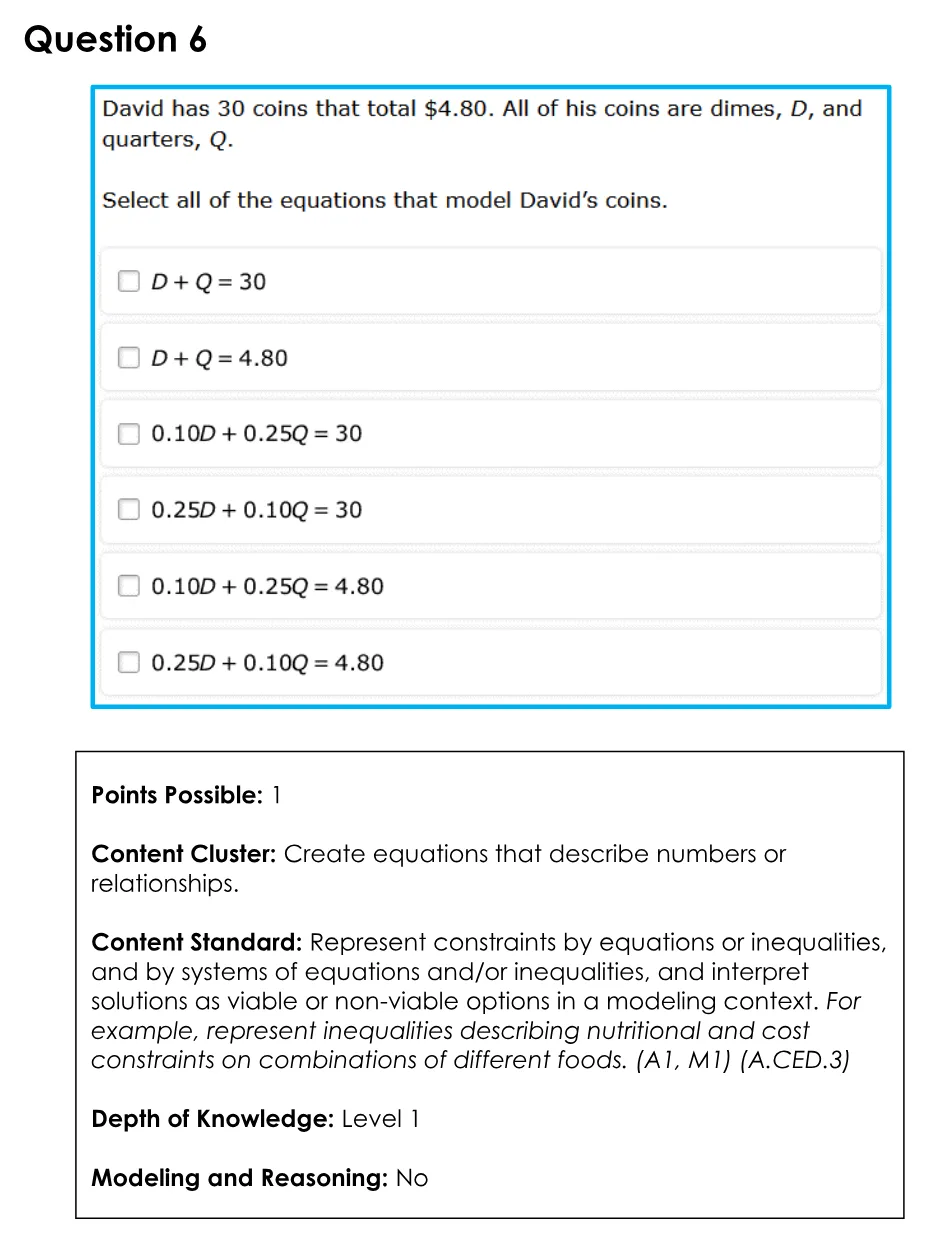 Question 6
David has 30 coins that total $4.80. All of his coins are dimes, D, and
quarters, Q.
Select all of the equations that model David’s coins.
D + Q = 30
D + Q = 4.80
0.10D + 0.25Q = 30
0.25D + 0.10Q = 30
0.10D + 0.25Q = 4.80
0.25D + 0.10Q = 4.80
Points Possible: 1
Content Cluster: Create equations that describe numbers or
relationships.
Content Standard: Represent constraints by equations or inequalities,
and by systems of equations and/or inequalities, and interpret
solutions as viable or non-viable options in a modeling context. For
example, represent inequalities describing nutritional and cost
constraints on combinations of different foods. (A1, M1) (A.CED.3)
Depth of Knowledge: Level 1
Modeling and Reasoning: No